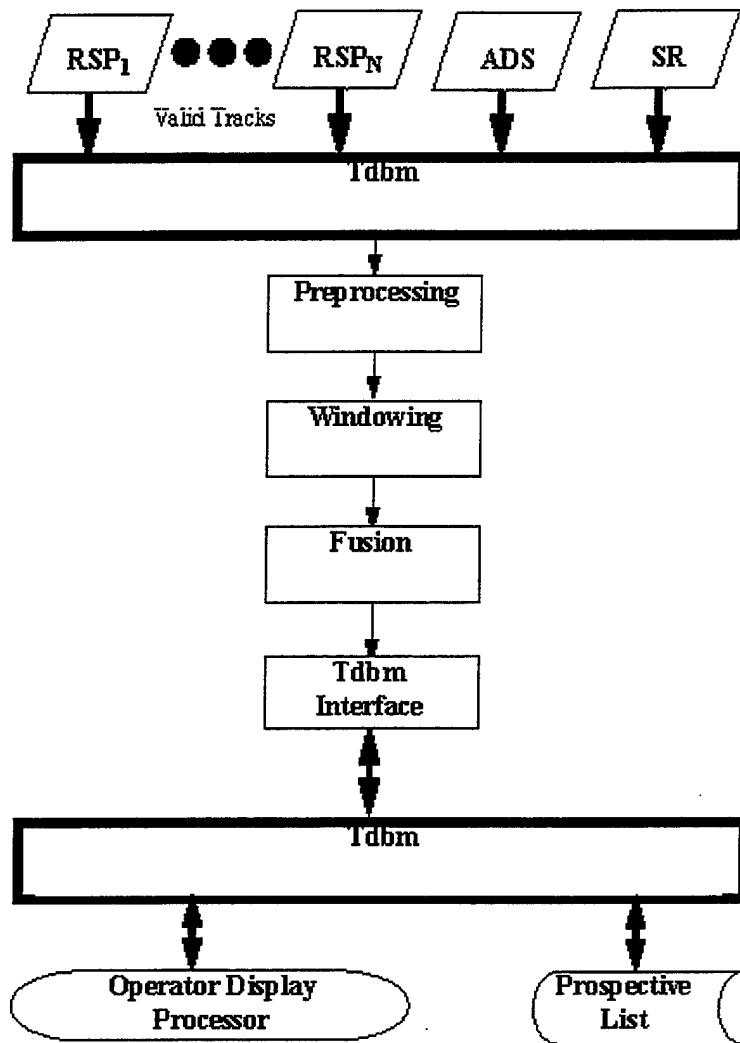 RSP1 RSPN ADS SR
Valid Tracks
Tdbm
Preprocessing
Windowing
Fusion
Tdbm
Interface
Tdbm
Operator Display
Processor
Prospective
List